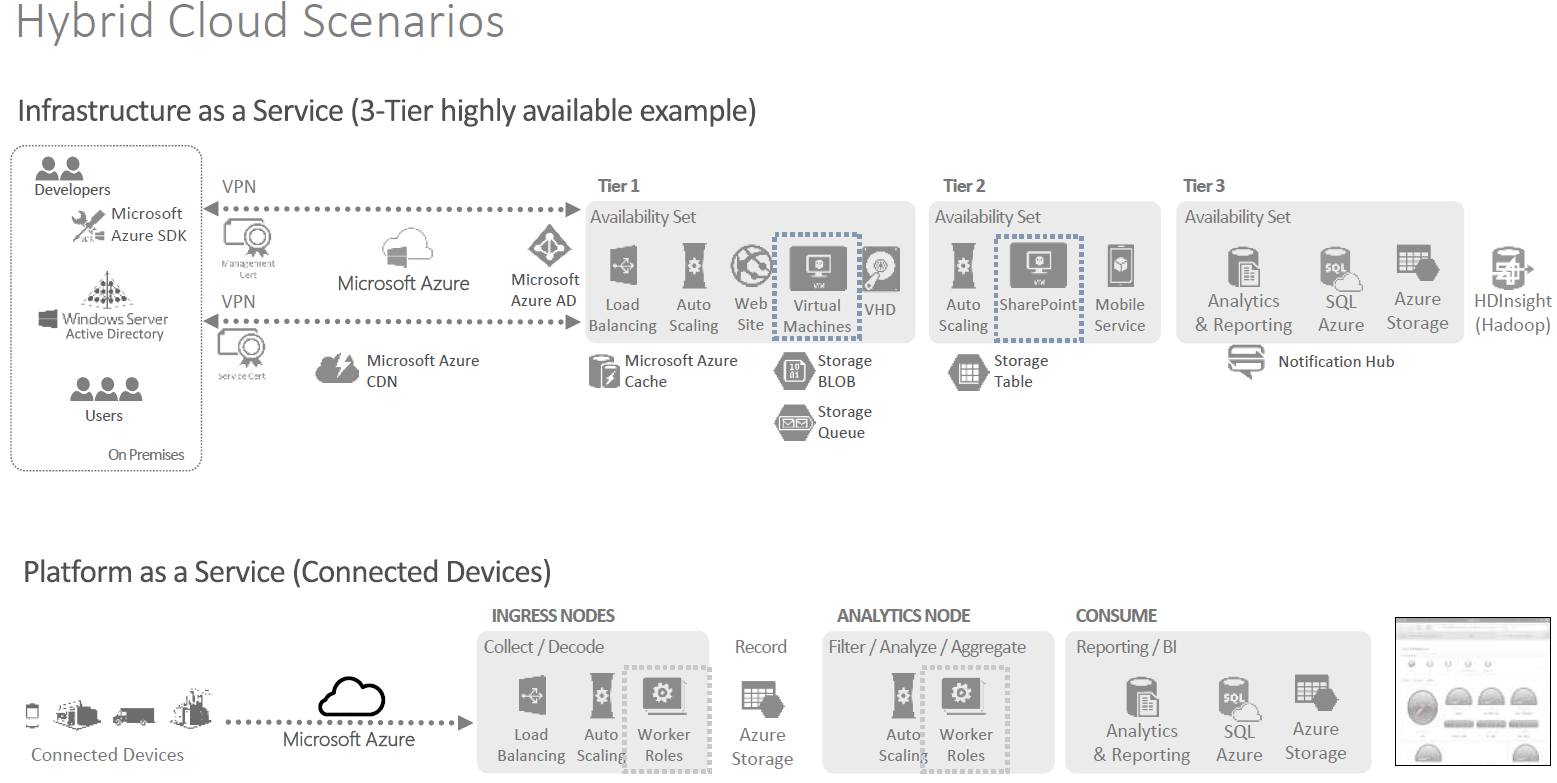 Hybrid Cloud Scenarios
Infrastructure as a Service (3-Tier highly available example)
Developers
Microsoft
Azure SDK
Windows Server
Active Directory
Users
On Premises
VPN
Management
Cert
VPN
Service Cert
Microsoft Azure
Microsoft Azure
CDN
Microsoft
Azure AD
Tier 1
Availability Set
Load
Balancing
Auto
Scaling
Web
Site
VTM
Virtual
Machines
VHD
Microsoft Azure
Cache
10
01
Storage
BLOB
Storage
Queue
Tier 2
Availability Set
Auto
Scaling
VTM
SharePoint
Mobile
Service
Storage
Table
Tier 3
Availability Set
Analytics
& Reporting
SQL
SQL
Azure
Azure
Storage
Notification Hub
HDInsight
(Hadoop)
Platform as a Service (Connected Devices)
Connected Devices
Microsoft Azure
INGRESS NODES
Collect / Decode
Load
Balancing
Auto
Scaling
Worker
Roles
Record
Azure
Storage
ANALYTICS NODE
Filter / Analyze / Aggregate
Auto
Scaling
Worker
Roles
CONSUME
Reporting / BI
Analytics
& Reporting
SQL
SQL
Azure
Azure
Storage